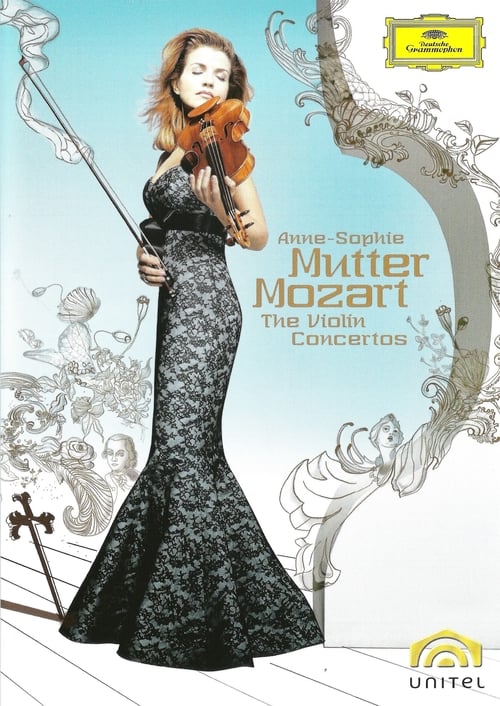 Deutsche
Grammophon
Anne-Sophie
Mutter
Mozart
The Violin
Concertos
UNITEL